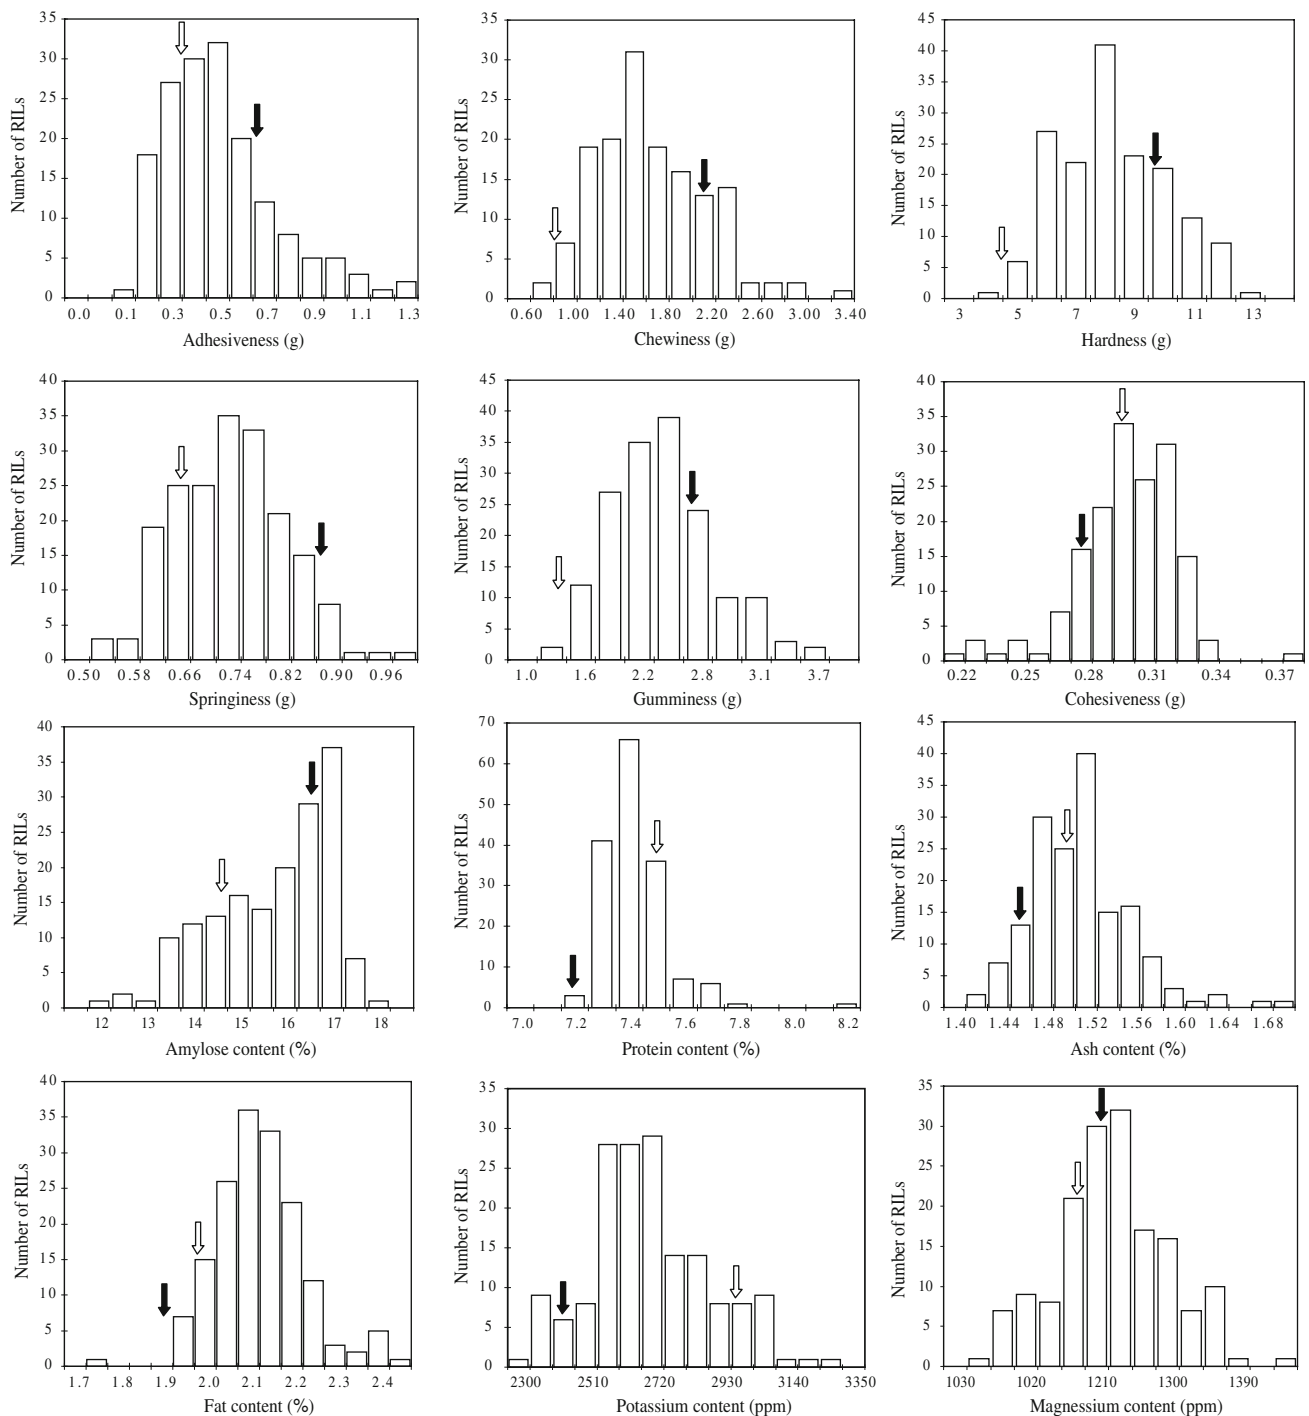 35
30
25
20
15
10
5
0
Number of RILs
0.0 0.1 0.3 0.4 0.6 0.7 0.9 1.0 1.1 1.3
Adhesiveness (g)
35
30
25
20
15
10
5
0
Number of RILs
0.60 1.00 1.40 1.80 2.20 2.60 3.00 3.40
Chewiness (g)
45
40
35
30
25
20
15
10
5
0
Number of RILs
3 5 7 9 11 13
Hardness (g)
40
35
30
25
20
15
10
5
0
Number of RILs
0.50 0.58 0.66 0.74 0.82 0.90 0.96
Springiness (g)
45
40
35
30
25
20
15
10
5
0
Number of RILs
1.0 1.6 2.2 2.8 3.1 3.7
Gumminess (g)
40
35
30
25
20
15
10
5
0
Number of RILs
0.22 0.25 0.28 0.31 0.34 0.37
Cohesiveness (g)
40
35
30
25
20
15
10
5
0
Number of RILs
12 13 14 15 16 17 18
Amylose content (%)
70
60
50
40
30
20
10
0
Number of RILs
7.0 7.2 7.4 7.6 7.8 8.0 8.2
Protein content (%)
45
40
35
30
25
20
15
10
5
0
Number of RILs
1.40 1.44 1.48 1.52 1.56 1.60 1.64 1.68
Ash content (%)
40
35
30
25
20
15
10
5
0
Number of RILs
1.7 1.8 1.9 2.0 2.1 2.2 2.3 2.4
Fat content (%)
35
30
25
20
15
10
5
0
Number of RILs
2300 2510 2720 2930 3140 3350
Potassium content (ppm)
35
30
25
20
15
10
5
0
Number of RILs
1030 1020 1210 1300 1390
Magnessium content (ppm)